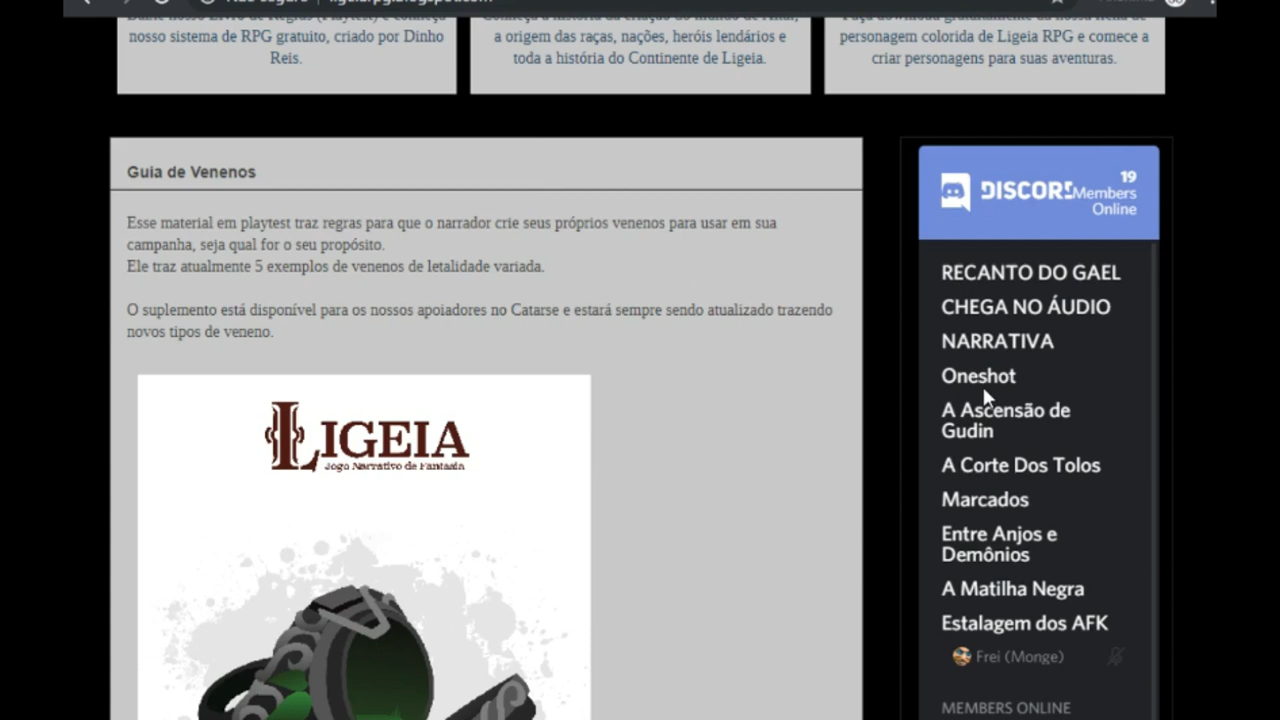 nosso sistema de RPG gratuito, criado por Dinho
Reis.
a origem das raças, nações, heróis lendários e
toda a história do Continente de Ligeia.
personagem colorida de Ligeia RPG e comece a
criar personagens para suas aventuras.
Guia de Venenos
Esse material em playtest traz regras para que o narrador crie seus próprios venenos para usar em sua
campanha, seja qual for o seu propósito.
Ele traz atualmente 5 exemplos de venenos de letalidade variada.
O suplemento está disponível para os nossos apoiadores no Catarse e estará sempre sendo atualizado trazendo
novos tipos de veneno.
LIGEIA
Jogo Narrativo de Fantasia
DISCORD
19
Members
Online
RECANTO DO GAEL
CHEGA NO ÁUDIO
NARRATIVA
Oneshot
A Ascensão de
Gudin
A Corte Dos Tolos
Marcados
Entre Anjos e
Demônios
A Matilha Negra
Estalagem dos AFK
Frei (Monge)
MEMBERS ONLINE